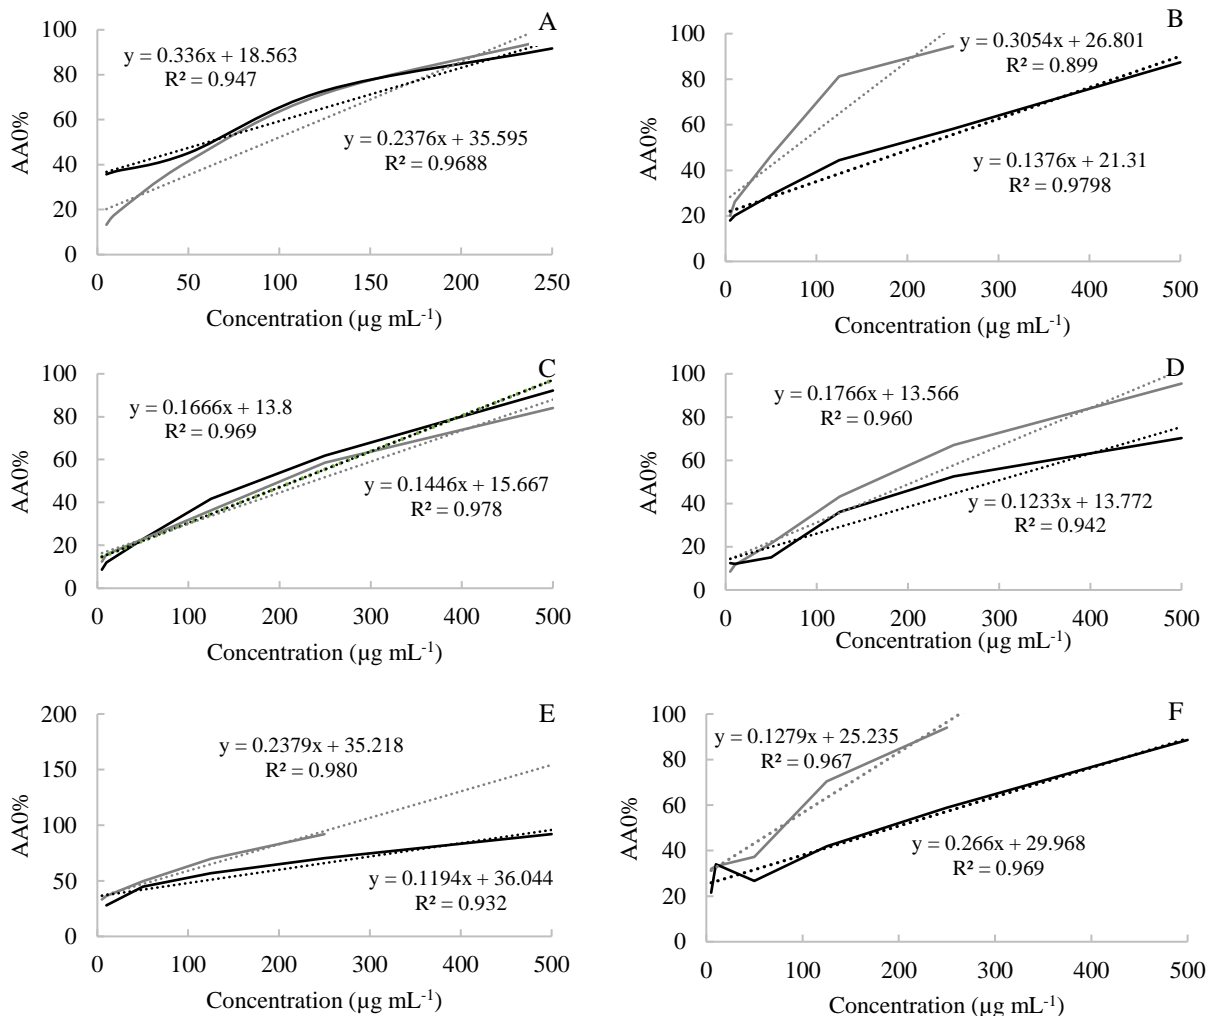 A
100
80
60
40
20
0
AA0%
y = 0.336x + 18.563
R² = 0.947
y = 0.2376x + 35.595
R² = 0.9688
0 50 100 150 200 250
Concentration (µg mL-1)
B
100
80
60
40
20
0
AA0%
y = 0.3054x + 26.801
R² = 0.899
y = 0.1376x + 21.31
R² = 0.9798
0 100 200 300 400 500
Concentration (µg mL-1)
C
100
80
60
40
20
0
AA0%
y = 0.1666x + 13.8
R² = 0.969
y = 0.1446x + 15.667
R² = 0.978
0 100 200 300 400 500
Concentration (µg mL-1)
D
100
80
60
40
20
0
AA0%
y = 0.1766x + 13.566
R² = 0.960
y = 0.1233x + 13.772
R² = 0.942
0 100 200 300 400 500
Concentration (µg mL-1)
E
200
150
100
50
0
AA0%
y = 0.2379x + 35.218
R² = 0.980
y = 0.1194x + 36.044
R² = 0.932
0 100 200 300 400 500
Concentration (µg mL-1)
F
100
80
60
40
20
0
AA0%
y = 0.1279x + 25.235
R² = 0.967
y = 0.266x + 29.968
R² = 0.969
0 100 200 300 400 500
Concentration (µg mL-1)